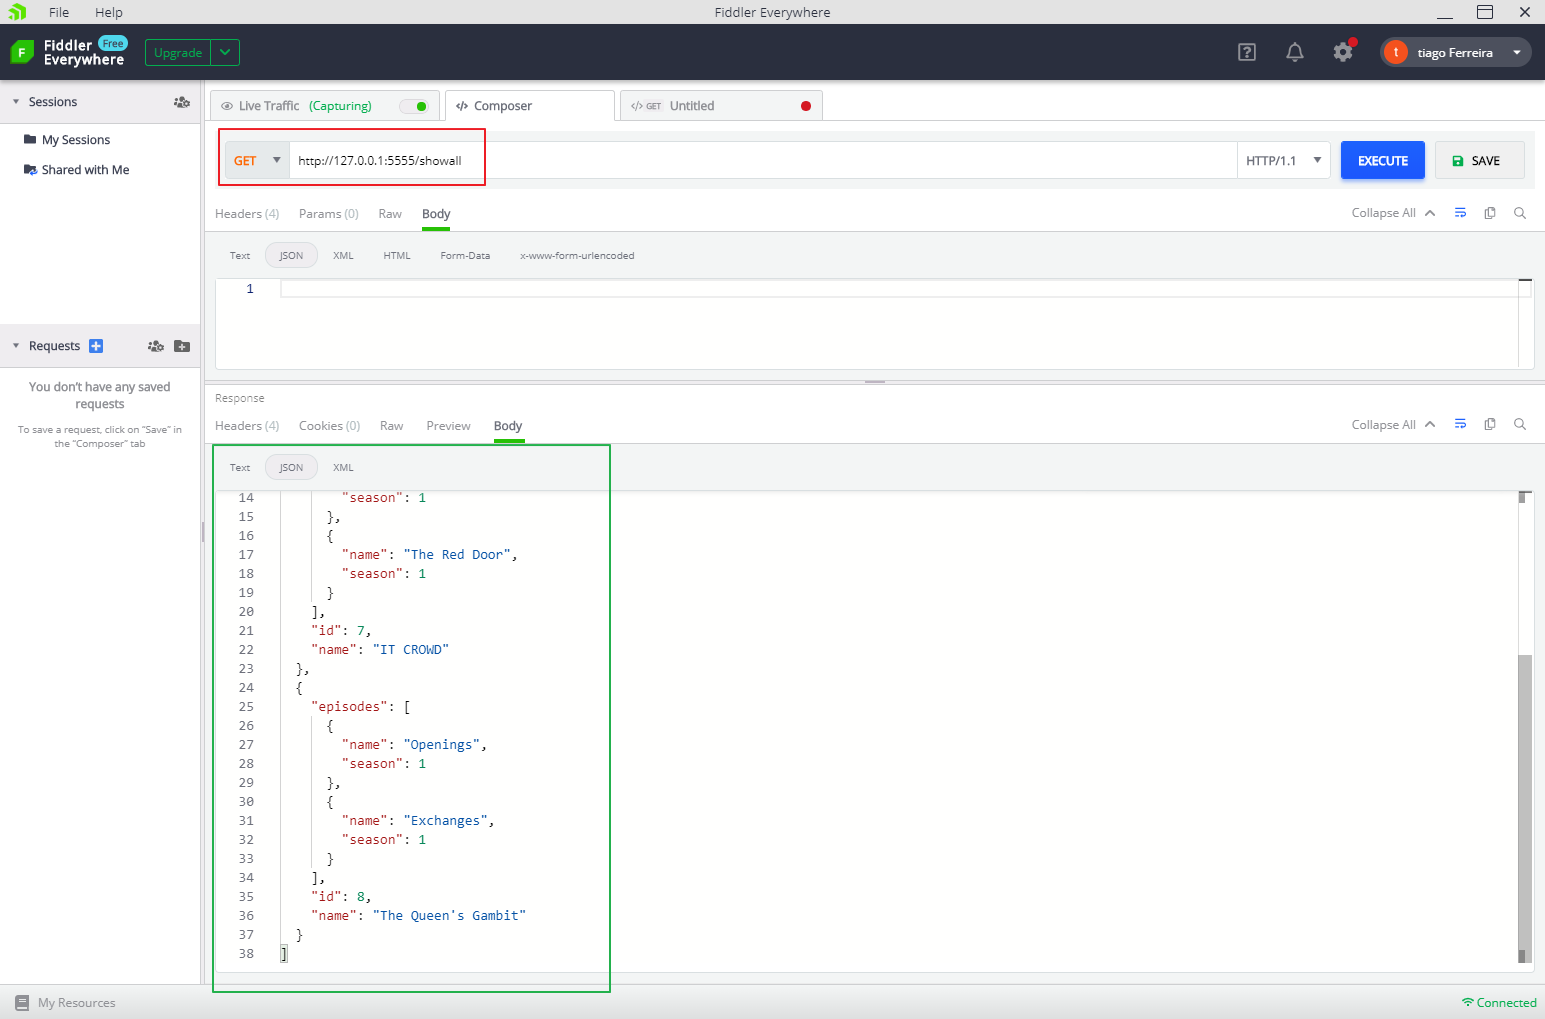 File Help Fiddler Everywhere
Fiddler Everywhere Free Upgrade tiago Ferreira
F t
Sessions
My Sessions
Shared with Me
Requests
You don't have any saved
requests
To save a request, click on "Save" in
the "Composer" tab
Live Traffic (Capturing) Composer GET Untitled
GET http://127.0.0.1:5555/showall HTTP/1.1 EXECUTE SAVE
Headers (4) Params (0) Raw Body Collapse All
Text JSON XML HTML Form-Data x-www-form-urlencoded
1
Response
Headers (4) Cookies (0) Raw Preview Body Collapse All
Text JSON XML
14 "season": 1
15 },
16 {
17 "name": "The Red Door",
18 "season": 1
19 }
20 ],
21 "id": 7,
22 "name": "IT CROWD"
23 },
24 {
25 "episodes": [
26 {
27 "name": "Openings",
28 "season": 1
29 },
30 {
31 "name": "Exchanges",
32 "season": 1
33 }
34 ],
35 "id": 8,
36 "name": "The Queen's Gambit"
37 }
38 ]
My Resources Connected